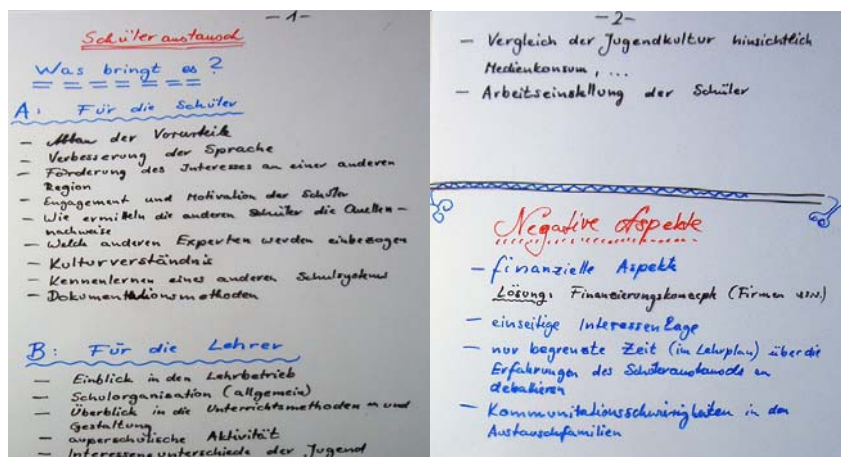 - 1 -
Schüleraustausch
Was bringt es?
A: Für die Schüler
- Abbau der Vorurteile
- Verbesserung der Sprache
- Förderung des Interesses an einer anderen
Region
- Engagement und Motivation der Schüler
- Wie ermitteln die anderen Schüler die Quellen-
nachweise
- Welch anderen Experten werden einbezogen
- Kulturverständnis
- Kennenlernen eines anderen Schulsystems
- Dokumentationsmethoden
B: Für die Lehrer
- Einblick in den Lehrbetrieb
- Schulorganisation (allgemein)
- Überblick in die Unterrichtsmethoden und
Gestaltung
- außerschulische Aktivität
- Interessenunterschiede der Jugend
- 2 -
- Vergleich der Jugendkultur hinsichtlich
Medienkonsum, ...
- Arbeitseinstellung der Schüler
Negative Aspekte
- finanzielle Aspekte
Lösung: Finanzierungskonzept (Firmen usw.)
- einseitige Interessenlage
- nur begrenzte Zeit (im Lehrplan) über die
Erfahrungen des Schüleraustauschs zu
debattieren
- Kommunikationsschwierigkeiten in den
Austauschfamilien